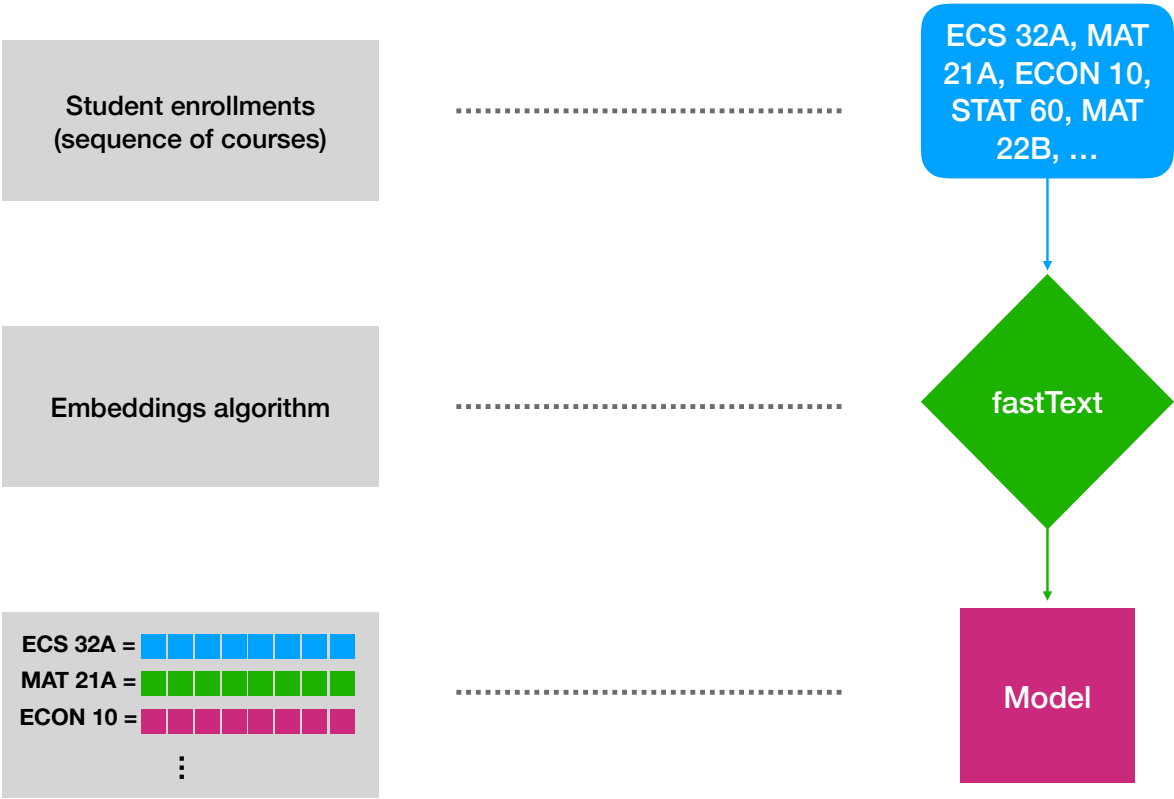 Student enrollments
(sequence of courses)
ECS 32A, MAT
21A, ECON 10,
STAT 60, MAT
22B, …
Embeddings algorithm
fastText
ECS 32A =
MAT 21A =
ECON 10 =
⋮
Model